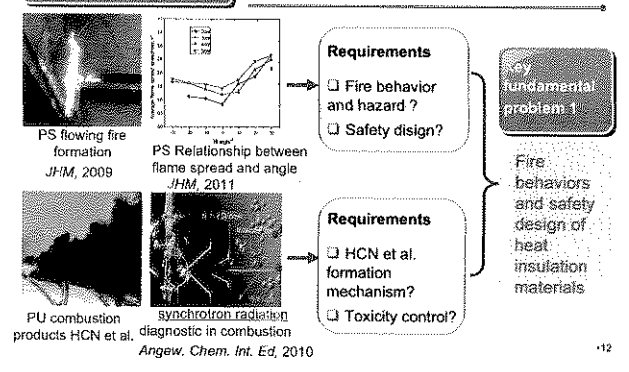 PS flowing fire
formation
JHM, 2009
PS Relationship between
flame spread and angle
JHM, 2011
Requirements
❑ Fire behavior
and hazard ?
❑ Safety disign?
Key
fundamental
problem 1
PU combustion
products HCN et al.
synchrotron radiation
diagnostic in combustion
Angew. Chem. Int. Ed, 2010
Requirements
❑ HCN et al.
formation
mechanism?
❑ Toxicity control?
Fire
behaviors
and safety
design of
heat
insulation
materials
12